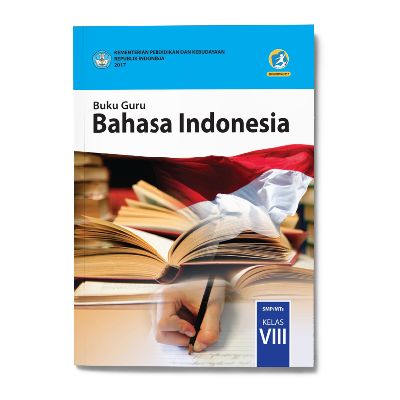 KEMENTERIAN PENDIDIKAN DAN KEBUDAYAAN
REPUBLIK INDONESIA
2017
Buku Guru
Bahasa Indonesia
SMP/MTs
KELAS
VIII